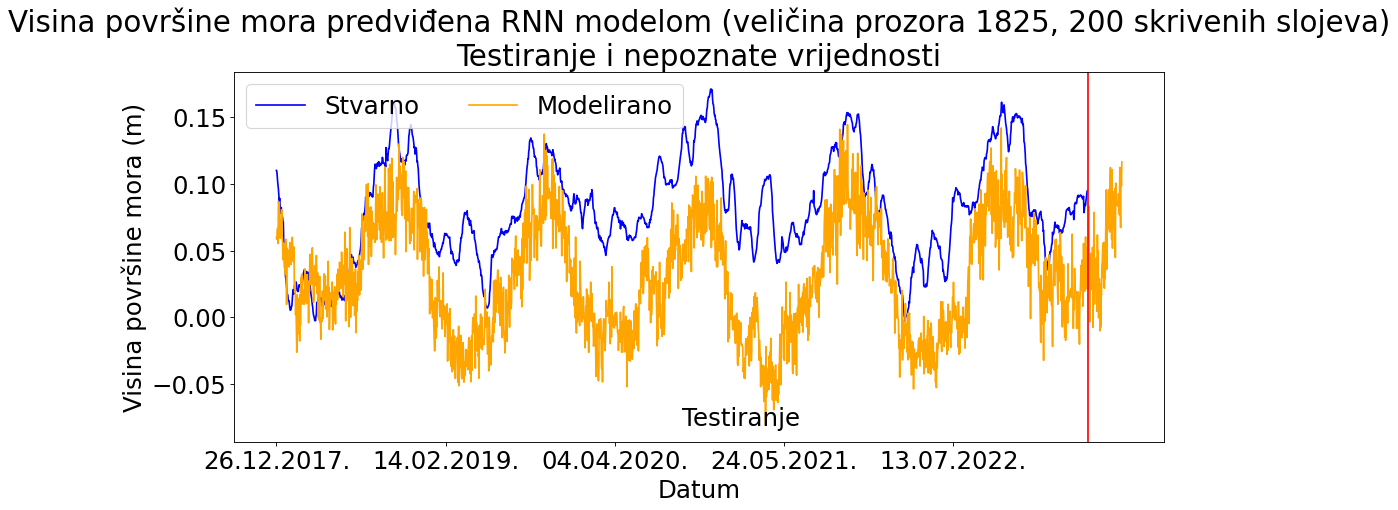 Visina površine mora predviđena RNN modelom (veličina prozora 1825, 200 skrivenih slojeva)
Testiranje i nepoznate vrijednosti
Stvarno Modelirano
Visina površine mora (m)
0.15
0.10
0.05
0.00
−0.05
Testiranje
26.12.2017. 14.02.2019. 04.04.2020. 24.05.2021. 13.07.2022.
Datum